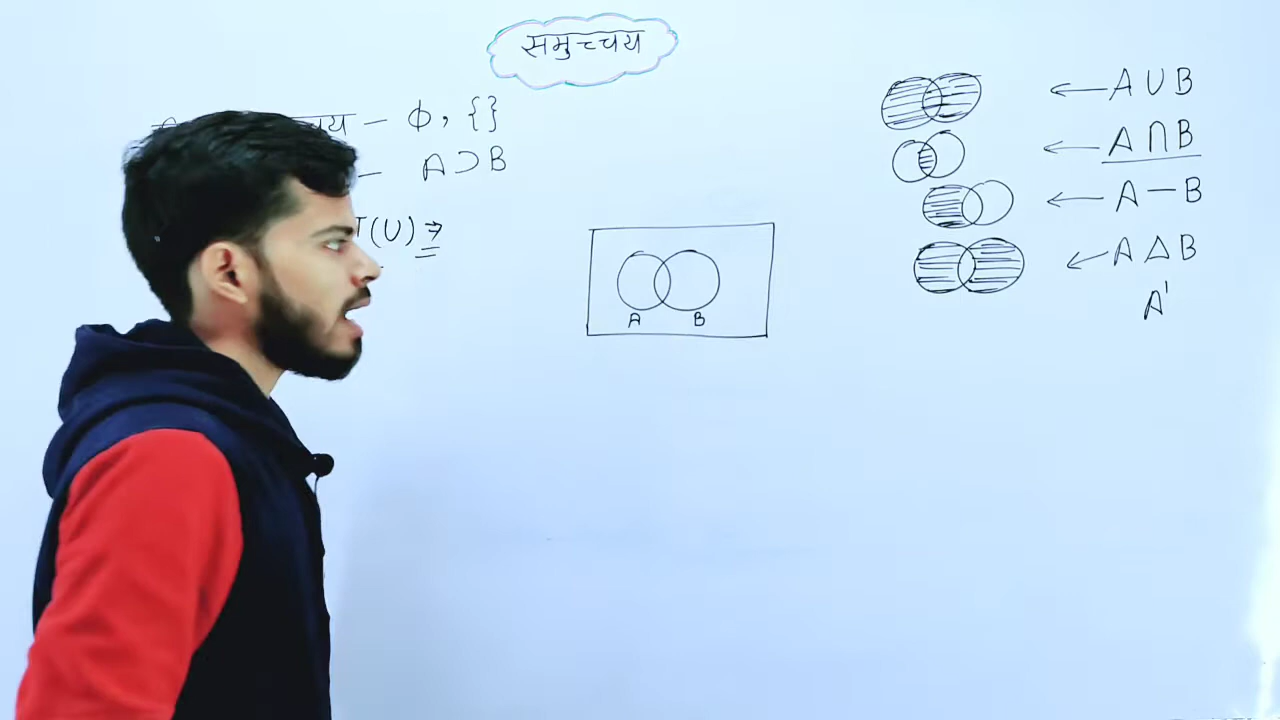 समुच्चय
– ϕ, { }
– A ⊃ B
(U) ⇒
A B
← A ∪ B
← A ∩ B
← A – B
← A Δ B
A'